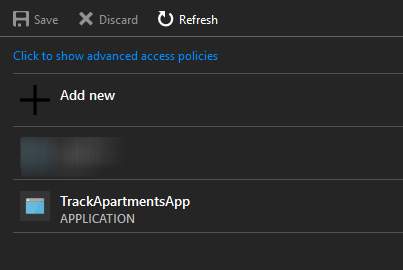 Save Discard Refresh
Click to show advanced access policies
Add new
TrackApartmentsApp
APPLICATION